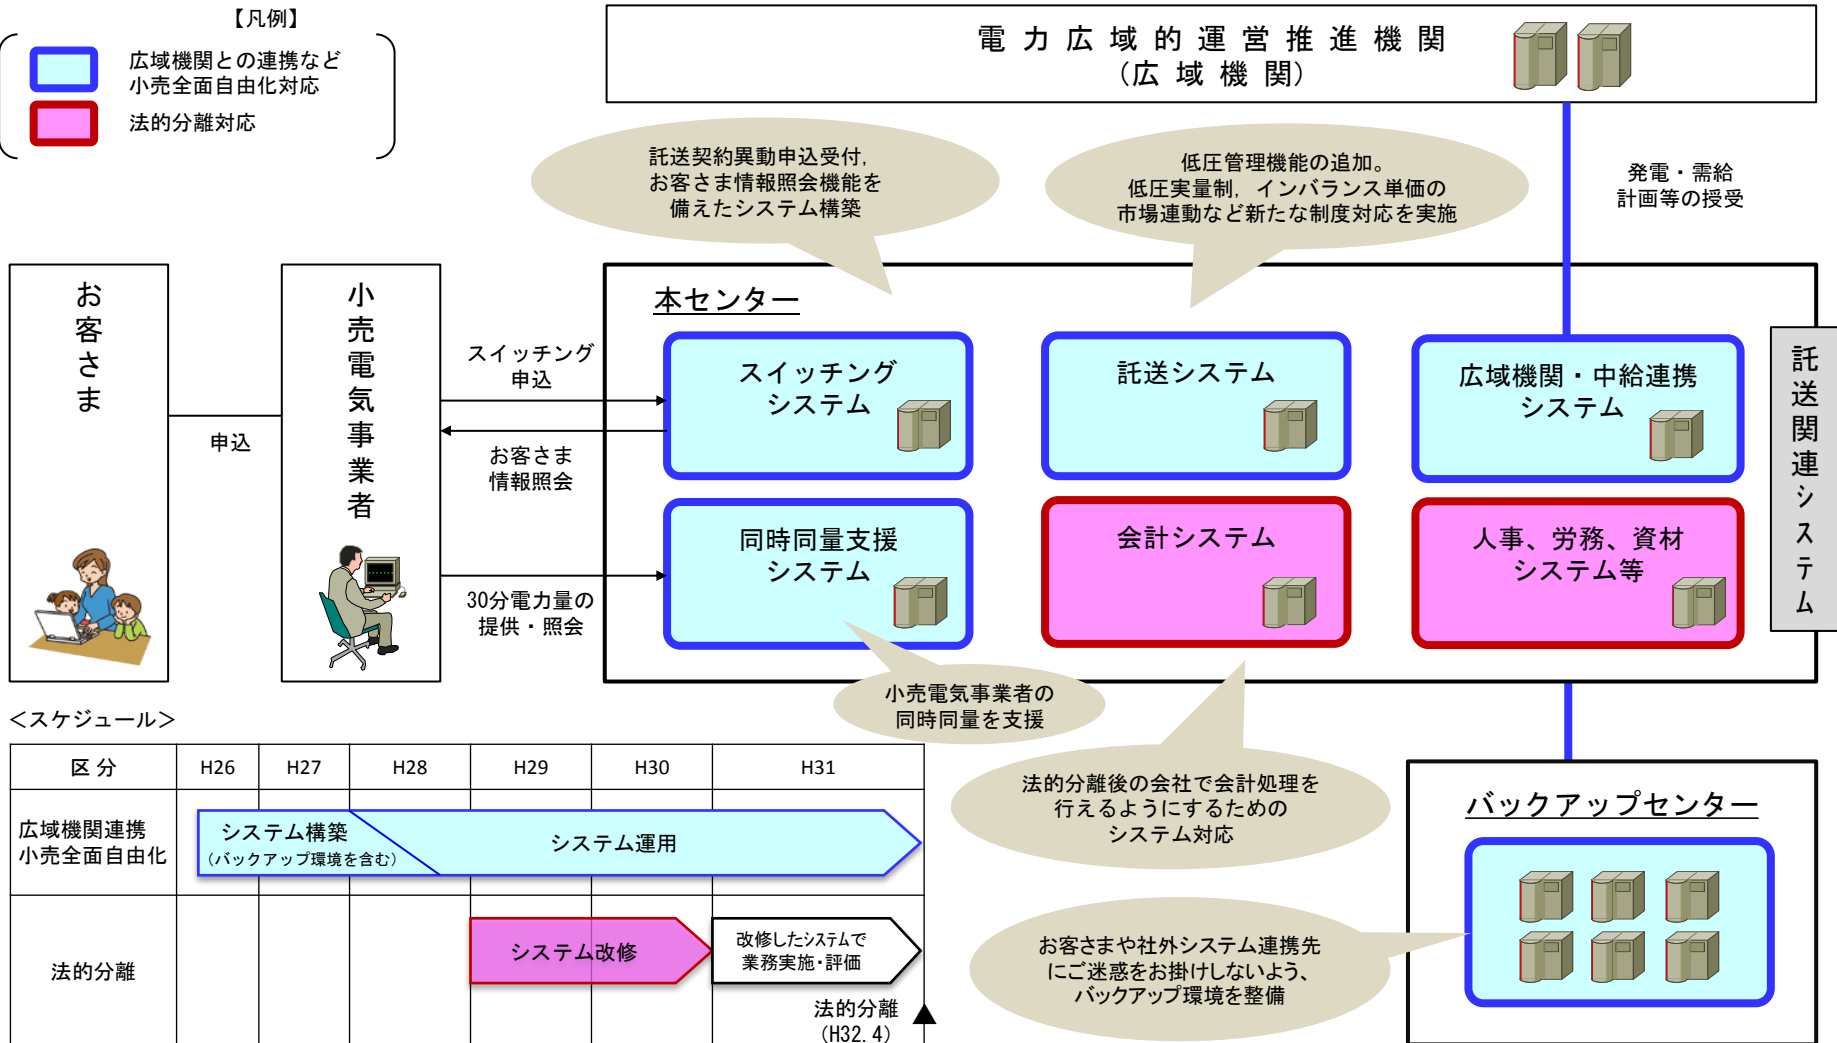 【凡例】
広域機関との連携など
小売全面自由化対応
法的分離対応
電力広域的運営推進機関
(広域機関)
託送契約異動申込受付,
お客さま情報照会機能を
備えたシステム構築
低圧管理機能の追加。
低圧実量制，インバランス単価の
市場連動など新たな制度対応を実施
発電・需給
計画等の授受
お客さま
申込
小売電気事業者
スイッチング
申込
お客さま
情報照会
30分電力量の
提供・照会
本センター
スイッチング
システム
託送システム
広域機関・中給連携
システム
同時同量支援
システム
会計システム
人事、労務、資材
システム等
託送関連システム
小売電気事業者の
同時同量を支援
法的分離後の会社で会計処理を
行えるようにするための
システム対応
バックアップセンター
お客さまや社外システム連携先
にご迷惑をお掛けしないよう、
バックアップ環境を整備
＜スケジュール＞
区分 H26 H27 H28 H29 H30 H31
広域機関連携
小売全面自由化
システム構築
(バックアップ環境を含む)
システム運用
法的分離
システム改修
改修したシステムで
業務実施・評価
法的分離
(H32.4)